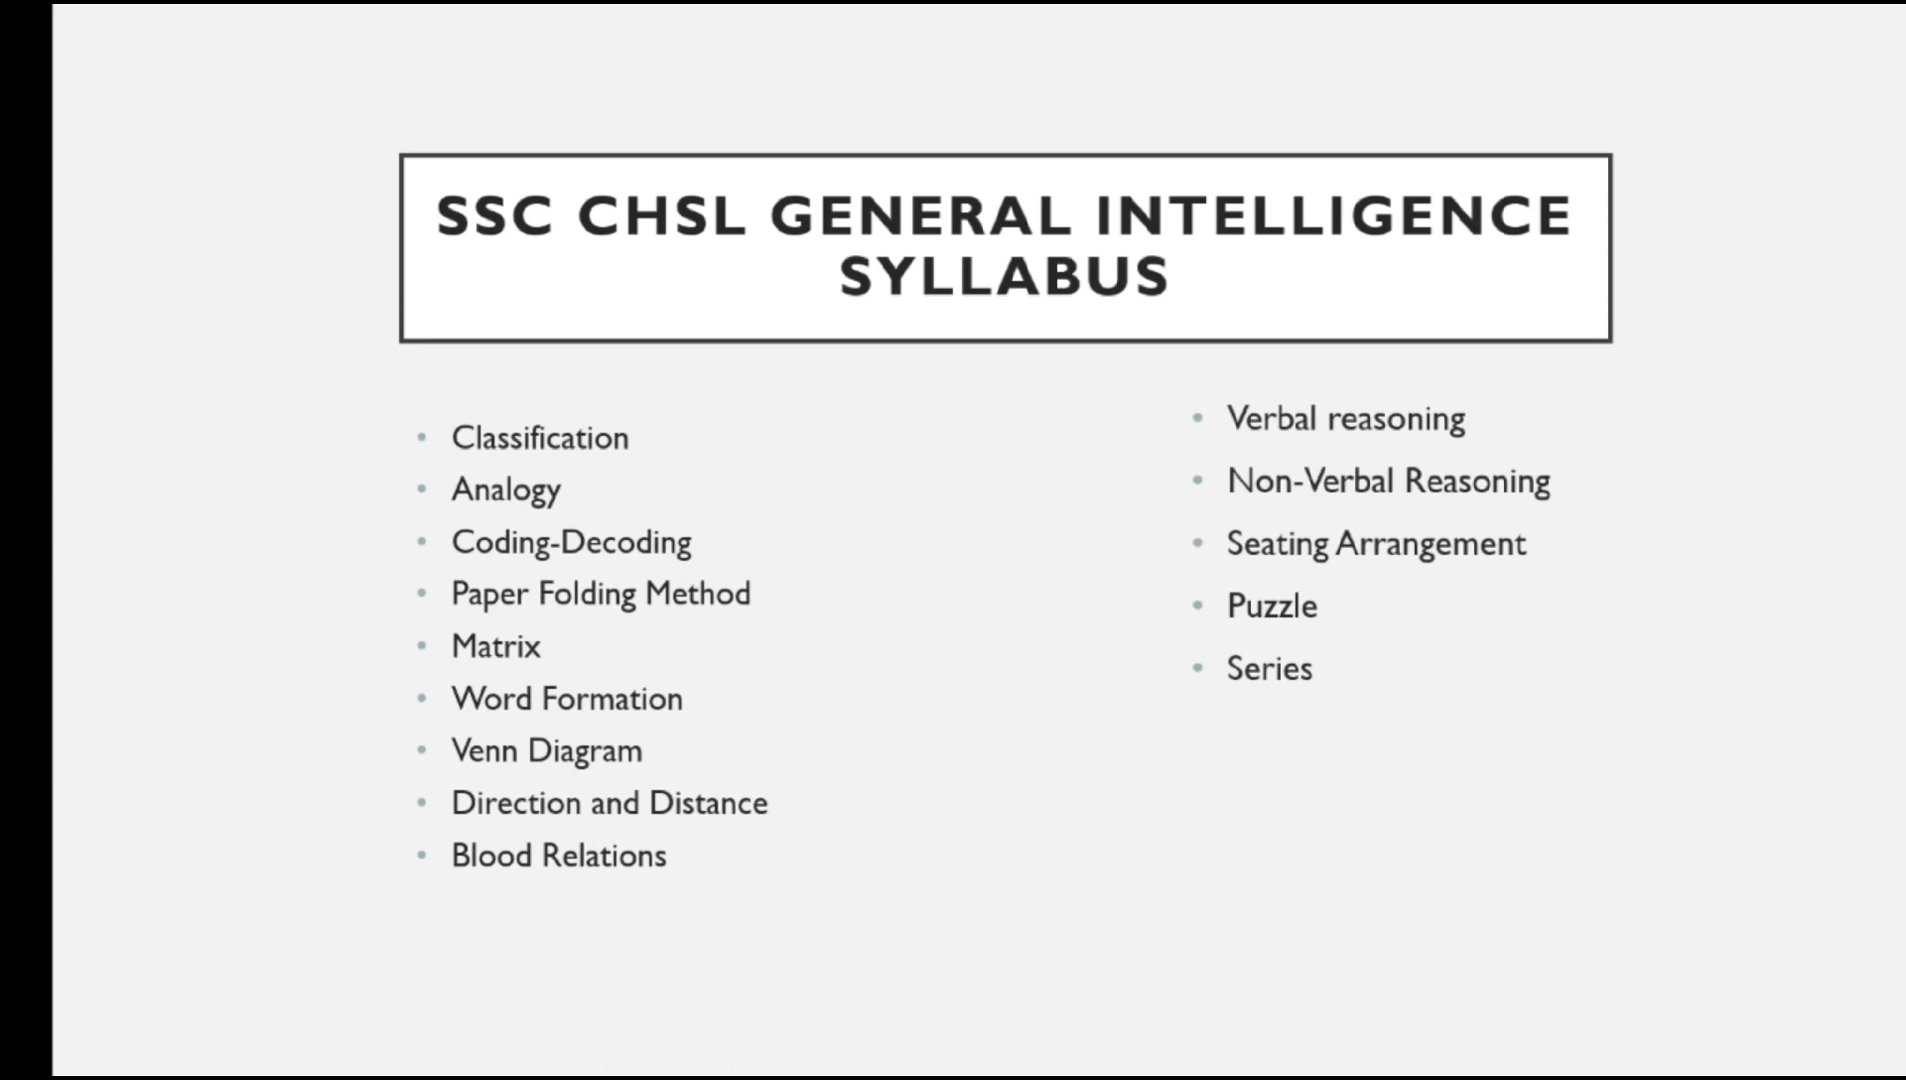 SSC CHSL GENERAL INTELLIGENCE
SYLLABUS
• Classification
• Analogy
• Coding-Decoding
• Paper Folding Method
• Matrix
• Word Formation
• Venn Diagram
• Direction and Distance
• Blood Relations
• Verbal reasoning
• Non-Verbal Reasoning
• Seating Arrangement
• Puzzle
• Series